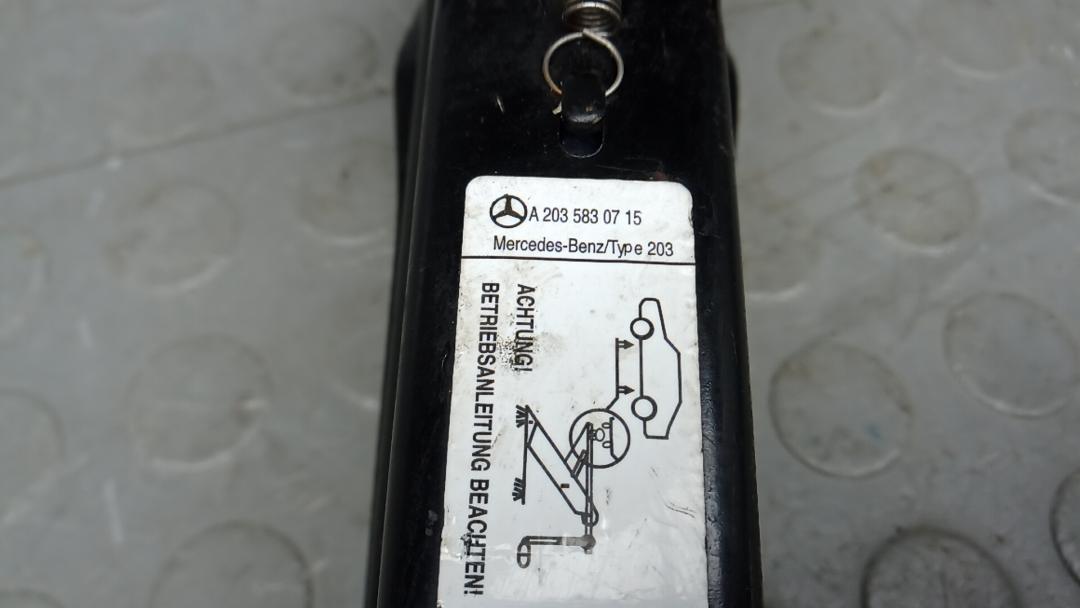 A 203 583 07 15
Mercedes-Benz/Type 203
ACHTUNG!
BETRIEBSANLEITUNG BEACHTEN!